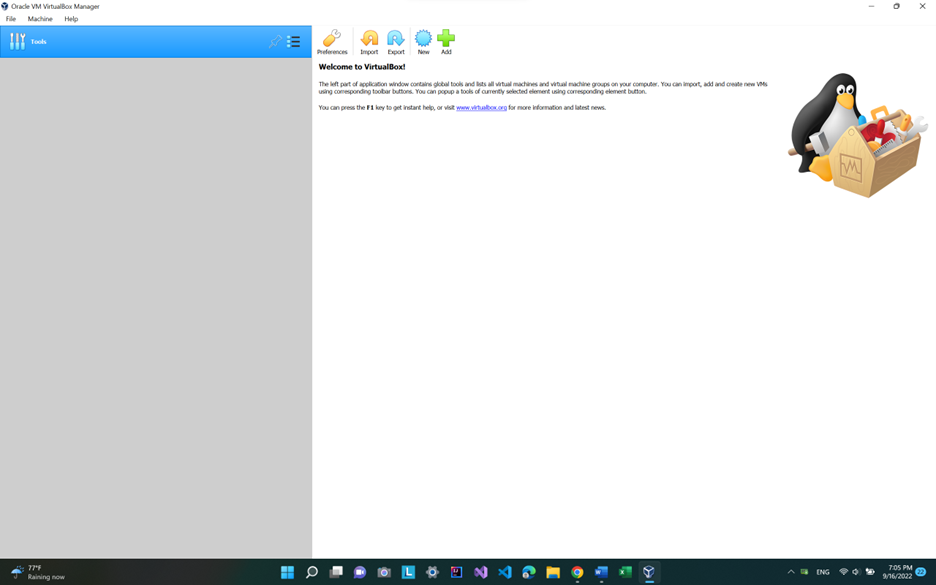 Oracle VM VirtualBox Manager
File Machine Help
Tools
Preferences Import Export New Add
Welcome to VirtualBox!
The left part of application window contains global tools and lists all virtual machines and virtual machine groups on your computer. You can import, add and create new VMs
using corresponding toolbar buttons. You can popup a tools of currently selected element using corresponding element button.
You can press the F1 key to get instant help, or visit www.virtualbox.org for more information and latest news.
77°F
Raining now
ENG
7:05 PM
9/16/2022
22